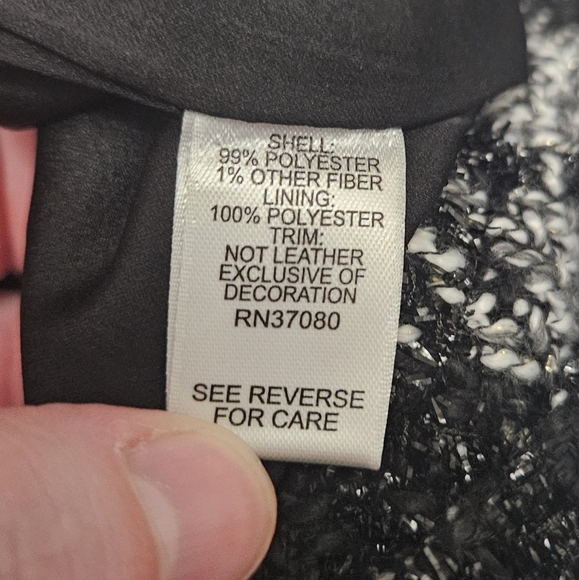 SHELL:
99% POLYESTER
1% OTHER FIBER
LINING:
100% POLYESTER
TRIM:
NOT LEATHER
EXCLUSIVE OF
DECORATION
RN37080
SEE REVERSE
FOR CARE